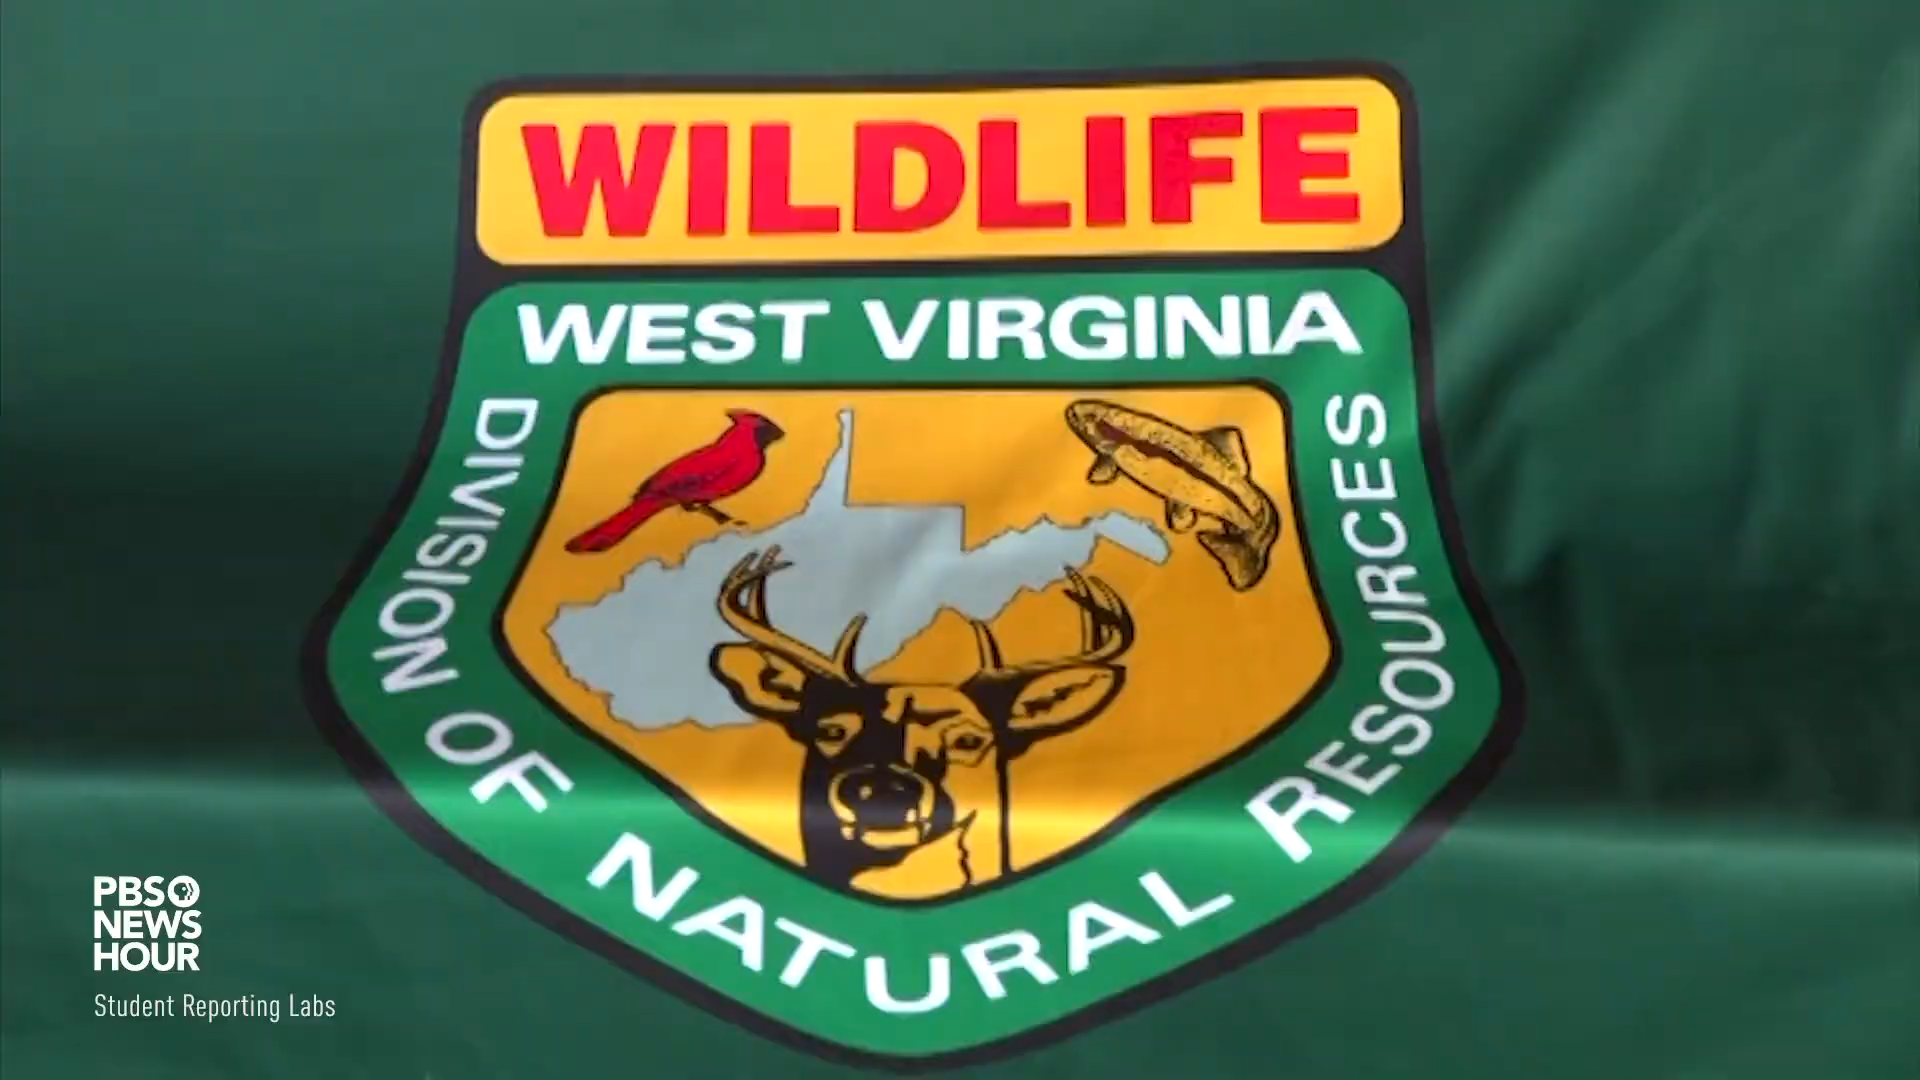 WILDLIFE
WEST VIRGINIA
DIVISION OF NATURAL RESOURCES
PBS
NEWS
HOUR
Student Reporting Labs